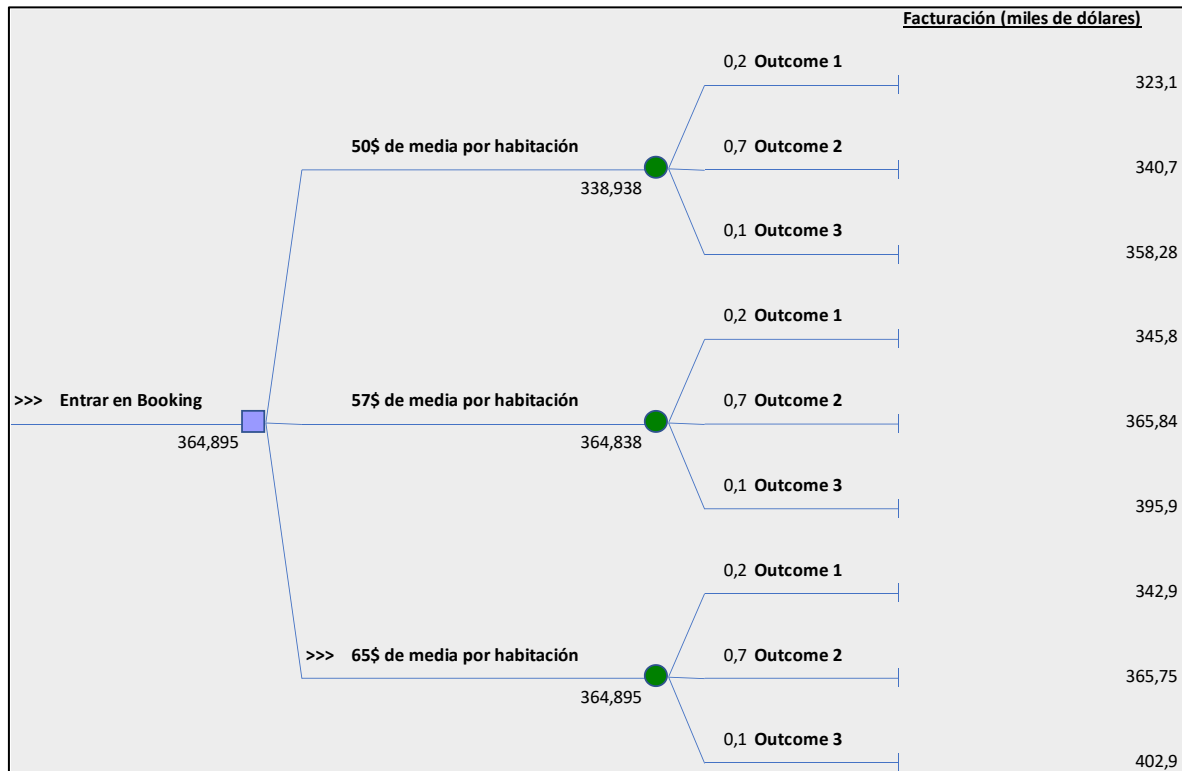 Facturación (miles de dólares)
0,2 Outcome 1
323,1
50$ de media por habitación
0,7 Outcome 2
338,938
340,7
0,1 Outcome 3
358,28
0,2 Outcome 1
345,8
>>> Entrar en Booking
57$ de media por habitación
0,7 Outcome 2
364,895
364,838
365,84
0,1 Outcome 3
395,9
0,2 Outcome 1
342,9
>>> 65$ de media por habitación
0,7 Outcome 2
364,895
365,75
0,1 Outcome 3
402,9